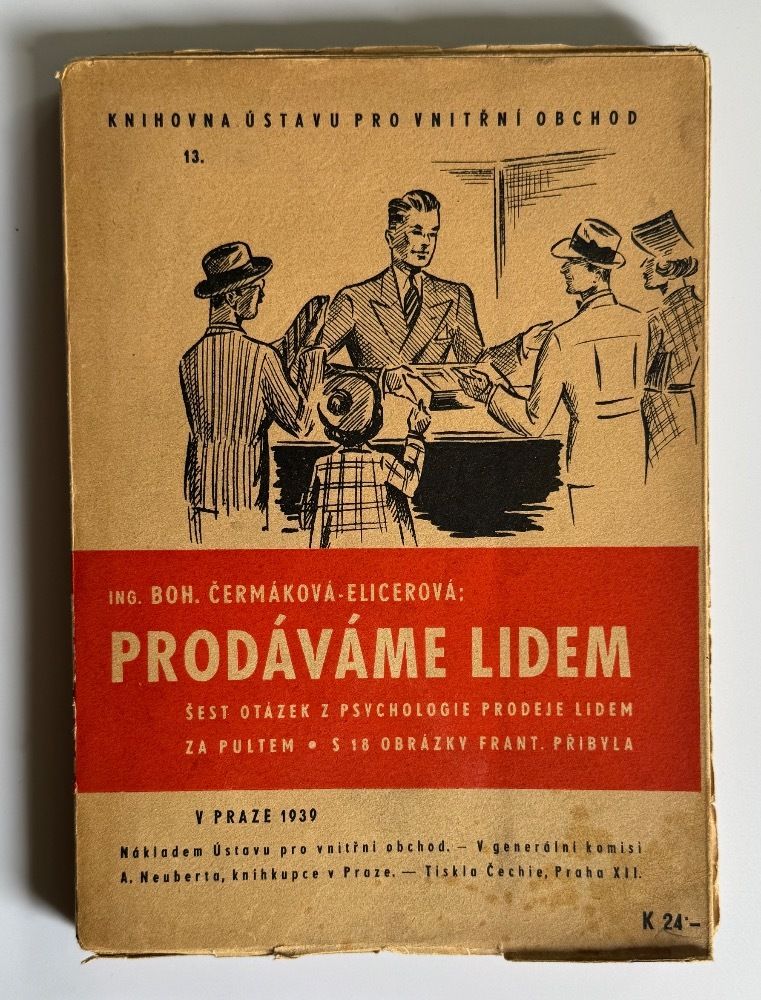 KNIHOVNA ÚSTAVU PRO VNITŘNÍ OBCHOD
13.
ING. BOH. ČERMÁKOVÁ-ELICEROVÁ:
PRODÁVÁME LIDEM
ŠEST OTÁZEK Z PSYCHOLOGIE PRODEJE LIDEM
ZA PULTEM • S 18 OBRÁZKY FRANT. PŘIBYLA
V PRAZE 1939
Nákladem Ústavu pro vnitřní obchod. — V generální komisi
A. Neuberta, knihkupce v Praze. — Tiskla Čechie, Praha XII.
K 24·–